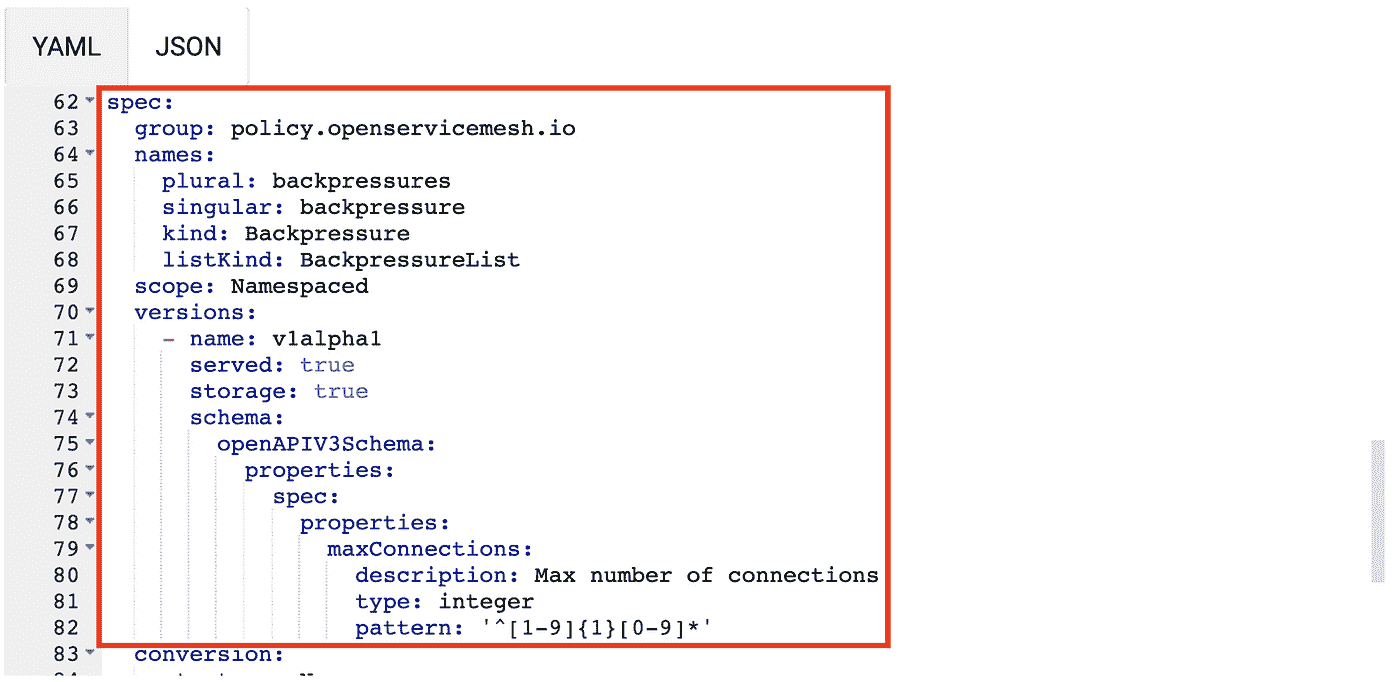 YAML JSON
62 spec:
63 group: policy.openservicemesh.io
64 names:
65 plural: backpressures
66 singular: backpressure
67 kind: Backpressure
68 listKind: BackpressureList
69 scope: Namespaced
70 versions:
71 - name: v1alpha1
72 served: true
73 storage: true
74 schema:
75 openAPIV3Schema:
76 properties:
77 spec:
78 properties:
79 maxConnections:
80 description: Max number of connections
81 type: integer
82 pattern: '^[1-9]{1}[0-9]*'
83 conversion: